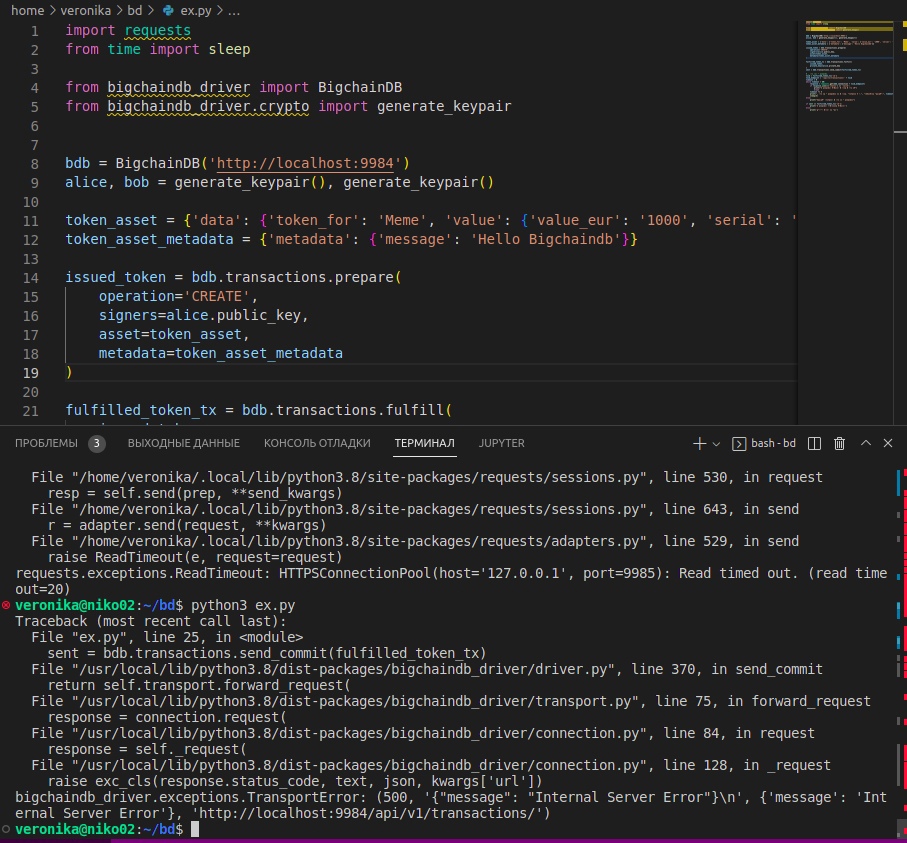 home > veronika > bd > ex.py > ...
1 import requests
2 from time import sleep
3
4 from bigchaindb_driver import BigchainDB
5 from bigchaindb_driver.crypto import generate_keypair
6
7
8 bdb = BigchainDB('http://localhost:9984')
9 alice, bob = generate_keypair(), generate_keypair()
10
11 token_asset = {'data': {'token_for': 'Meme', 'value': {'value_eur': '1000', 'serial': '
12 token_asset_metadata = {'metadata': {'message': 'Hello Bigchaindb'}}
13
14 issued_token = bdb.transactions.prepare(
15     operation='CREATE',
16     signers=alice.public_key,
17     asset=token_asset,
18     metadata=token_asset_metadata
19 )
20
21 fulfilled_token_tx = bdb.transactions.fulfill(
ПРОБЛЕМЫ 3 ВЫХОДНЫЕ ДАННЫЕ КОНСОЛЬ ОТЛАДКИ ТЕРМИНАЛ JUPYTER bash - bd
  File "/home/veronika/.local/lib/python3.8/site-packages/requests/sessions.py", line 530, in request
    resp = self.send(prep, **send_kwargs)
  File "/home/veronika/.local/lib/python3.8/site-packages/requests/sessions.py", line 643, in send
    r = adapter.send(request, **kwargs)
  File "/home/veronika/.local/lib/python3.8/site-packages/requests/adapters.py", line 529, in send
    raise ReadTimeout(e, request=request)
requests.exceptions.ReadTimeout: HTTPSConnectionPool(host='127.0.0.1', port=9985): Read timed out. (read time
out=20)
veronika@niko02:~/bd$ python3 ex.py
Traceback (most recent call last):
  File "ex.py", line 25, in <module>
    sent = bdb.transactions.send_commit(fulfilled_token_tx)
  File "/usr/local/lib/python3.8/dist-packages/bigchaindb_driver/driver.py", line 370, in send_commit
    return self.transport.forward_request(
  File "/usr/local/lib/python3.8/dist-packages/bigchaindb_driver/transport.py", line 75, in forward_request
    response = connection.request(
  File "/usr/local/lib/python3.8/dist-packages/bigchaindb_driver/connection.py", line 84, in request
    response = self._request(
  File "/usr/local/lib/python3.8/dist-packages/bigchaindb_driver/connection.py", line 128, in _request
    raise exc_cls(response.status_code, text, json, kwargs['url'])
bigchaindb_driver.exceptions.TransportError: (500, '{"message": "Internal Server Error"}\n', {'message': 'Int
ernal Server Error'}, 'http://localhost:9984/api/v1/transactions/')
veronika@niko02:~/bd$